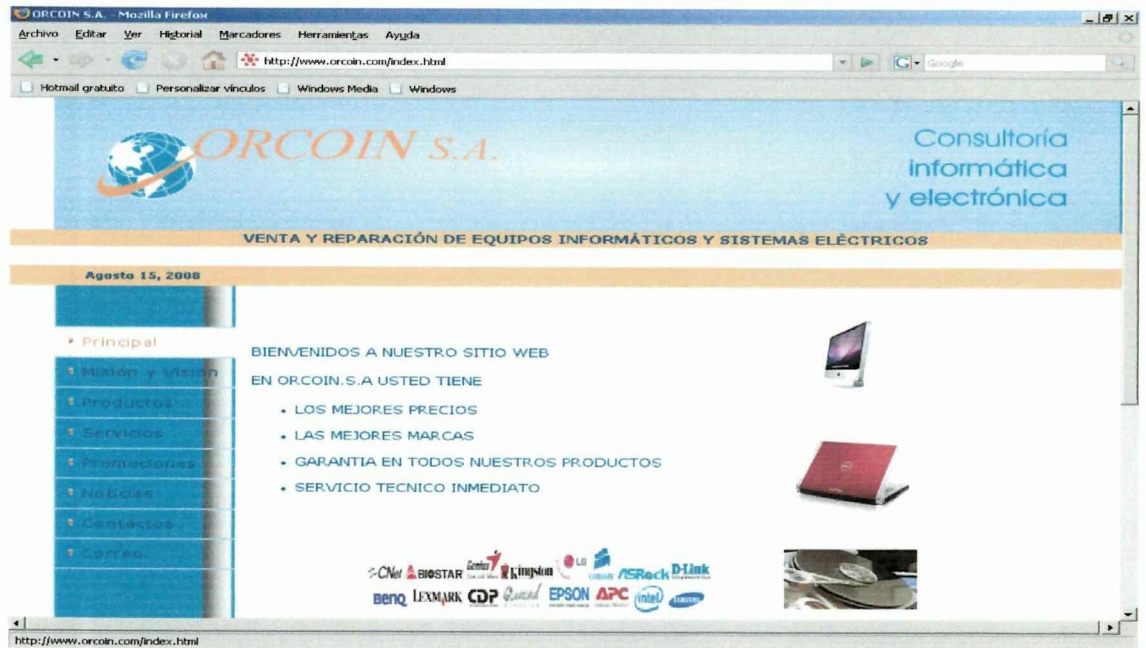 ORCOIN S.A. - Mozilla Firefox
Archivo Editar Ver Historial Marcadores Herramientas Ayuda
http://www.orcoin.com/index.html
G Google
Hotmail gratuito Personalizar vínculos Windows Media Windows
ORCOIN S.A.
Consultoría
informática
y electrónica
VENTA Y REPARACIÓN DE EQUIPOS INFORMÁTICOS Y SISTEMAS ELÉCTRICOS
Agosto 15, 2008
Principal
Misión y visión
Productos
Servicios
Promociones
Noticias
Contactos
Correo
BIENVENIDOS A NUESTRO SITIO WEB
EN ORCOIN.S.A USTED TIENE
• LOS MEJORES PRECIOS
• LAS MEJORES MARCAS
• GARANTIA EN TODOS NUESTROS PRODUCTOS
• SERVICIO TECNICO INMEDIATO
CNet BIOSTAR Genius Kingston LG ASRock D-Link
BenQ LEXMARK CDP EPSON APC intel SAMSUNG
http://www.orcoin.com/index.html